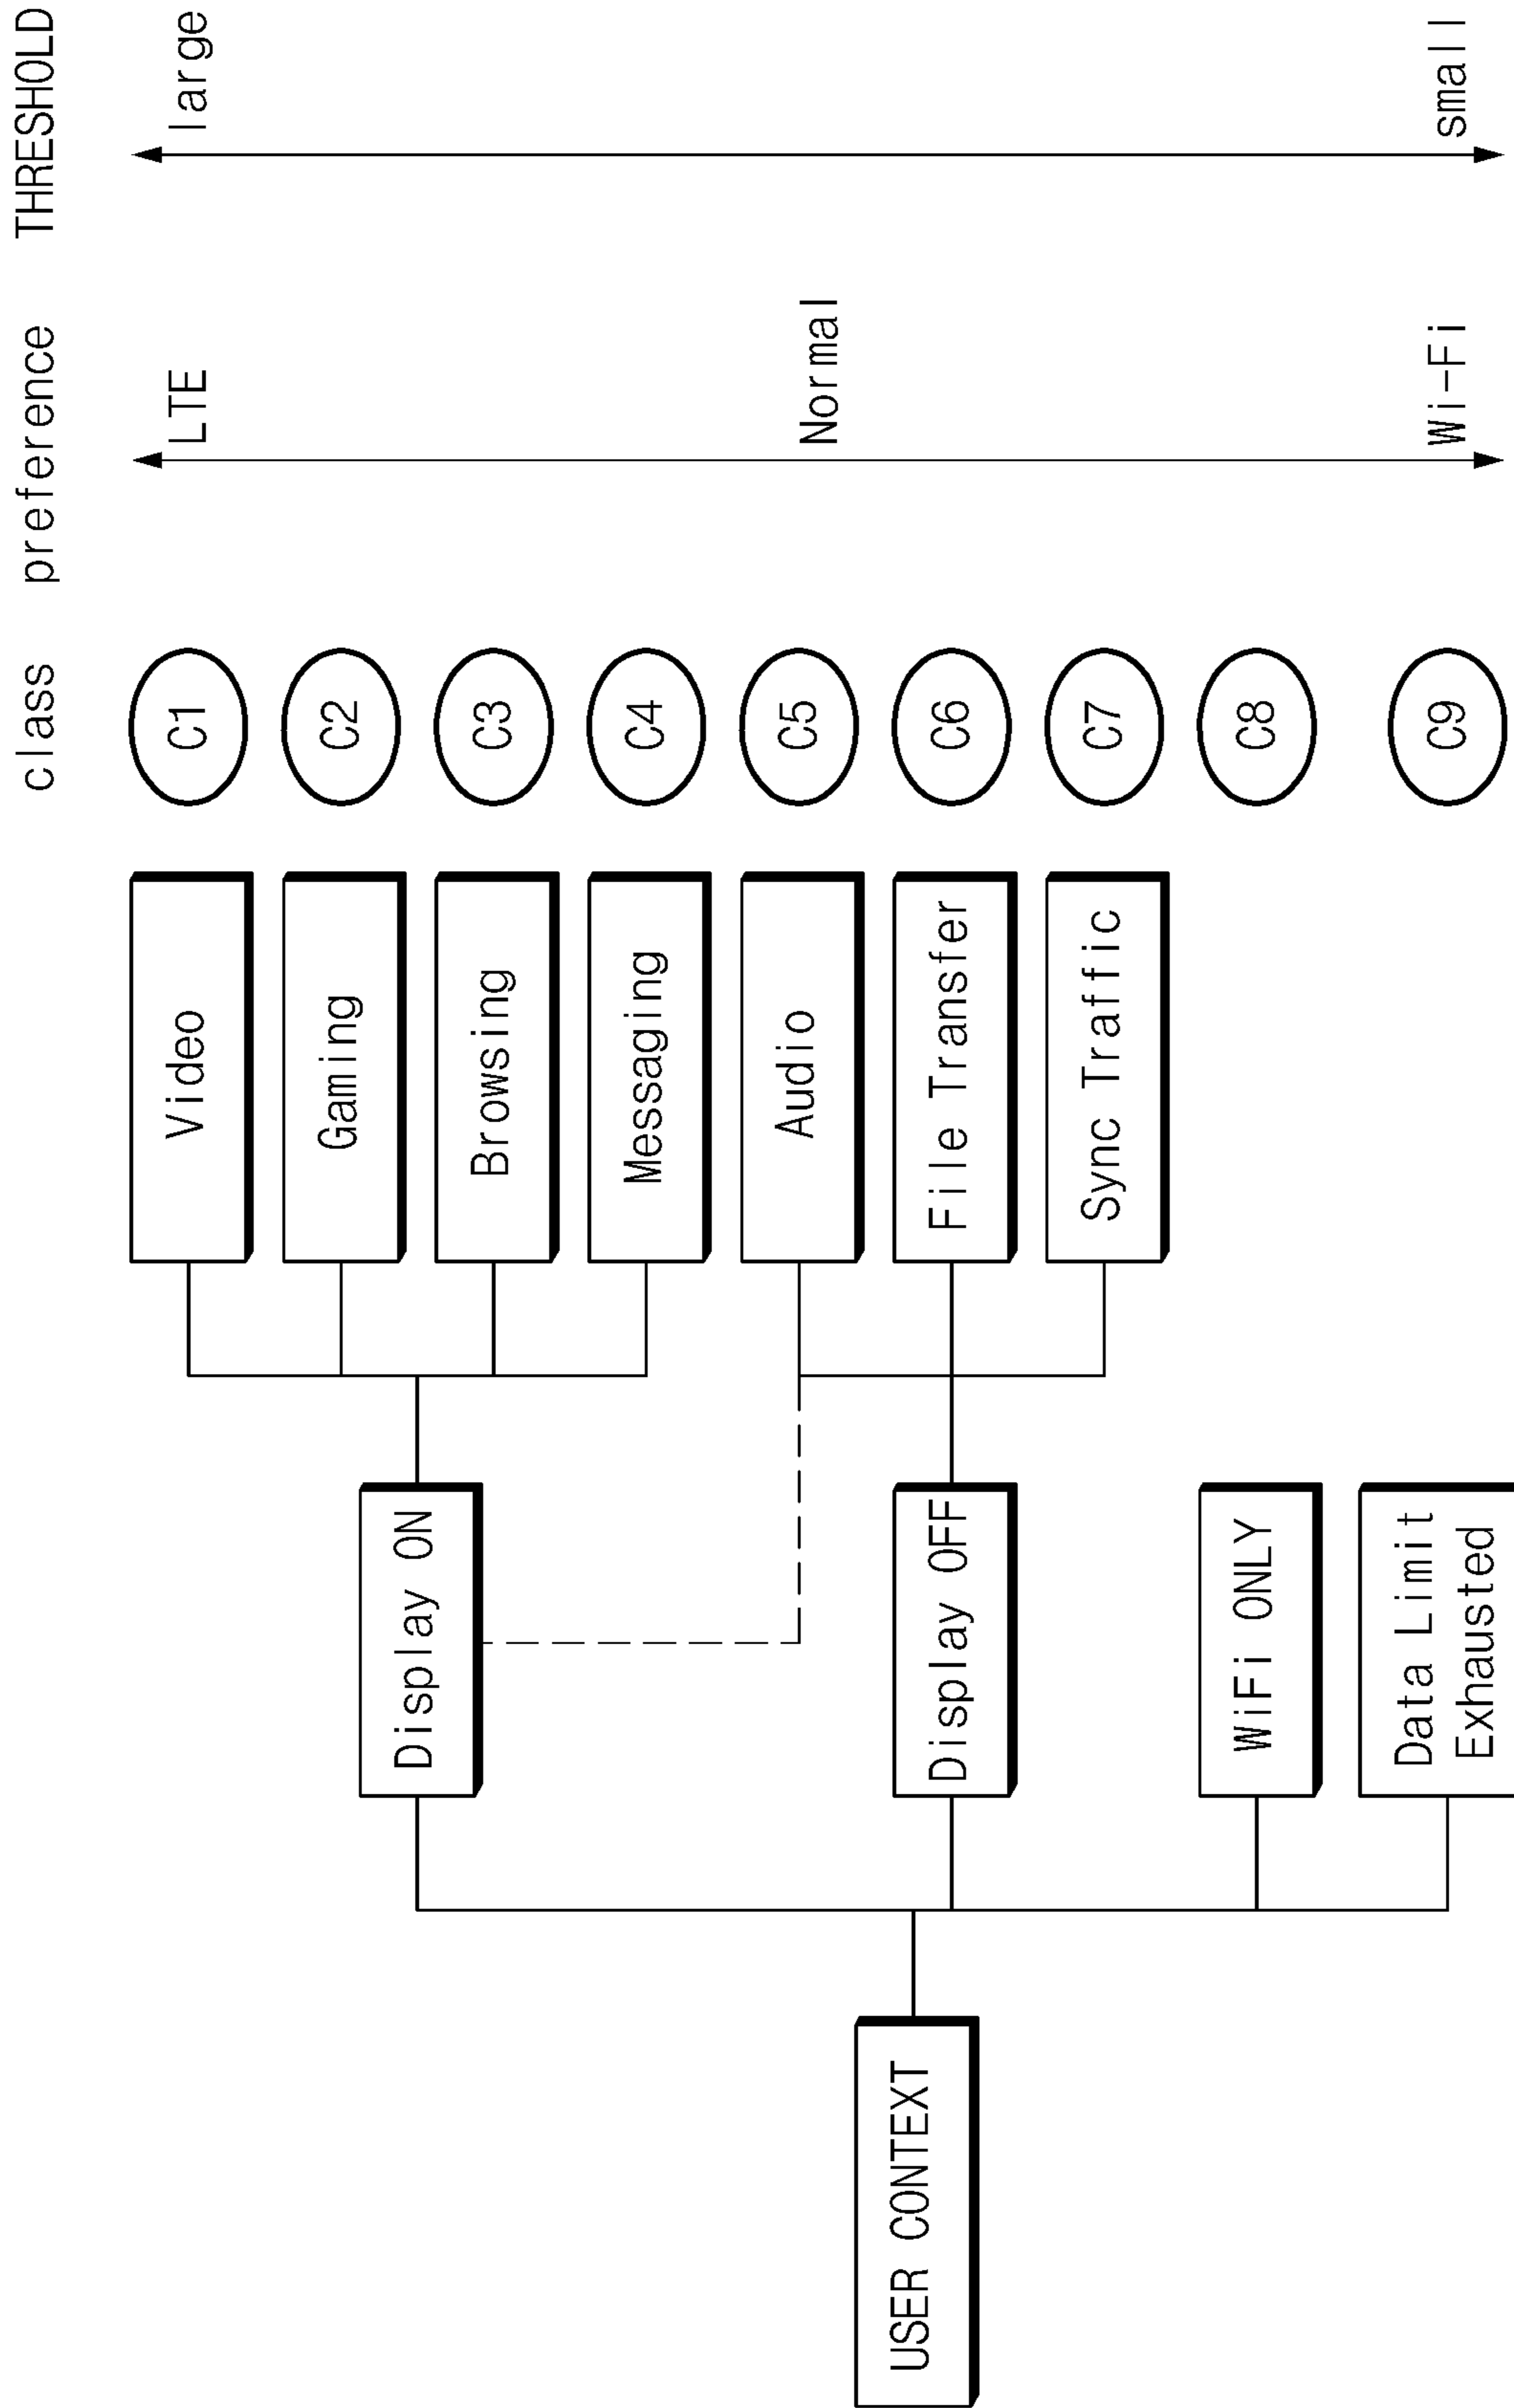 class preference THRESHOLD
USER CONTEXT
Display ON
Video
C1
LTE
large
Gaming
C2
Browsing
C3
Messaging
C4
Audio
C5
Normal
Display OFF
File Transfer
C6
Sync Traffic
C7
WiFi ONLY
C8
Data Limit
Exhausted
C9
Wi-Fi
small